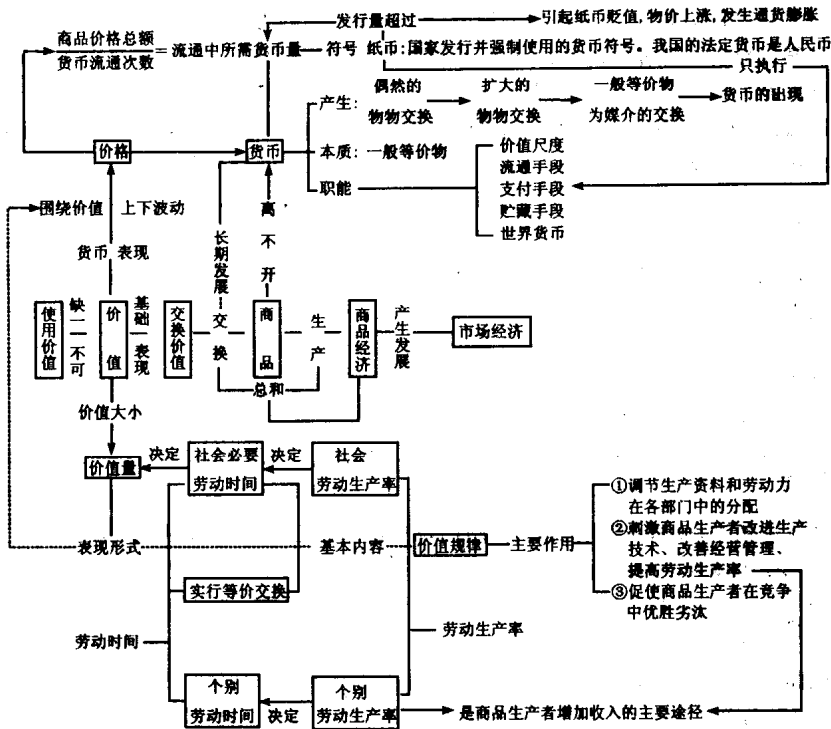 发行量超过
引起纸币贬值,物价上涨,发生通货膨胀
商品价格总额
货币流通次数
=流通中所需货币量
符号 纸币:国家发行并强制使用的货币符号。我国的法定货币是人民币
只执行
产生:
偶然的
物物交换
扩大的
物物交换
一般等价物
为媒介的交换
货币的出现
价格
货币
本质:一般等价物
职能
价值尺度
流通手段
支付手段
贮藏手段
世界货币
围绕价值 上下波动
货币 表现
长期发展
离不开
使用价值
缺一不可
价值
基础
表现
交换价值
交换
商品
生产
商品经济
产生发展
市场经济
总和
价值大小
价值量
决定
社会必要
劳动时间
决定
社会
劳动生产率
表现形式
基本内容
价值规律
主要作用
①调节生产资料和劳动力
在各部门中的分配
②刺激商品生产者改进生产
技术、改善经营管理、
提高劳动生产率
③促使商品生产者在竞争
中优胜劣汰
实行等价交换
劳动时间
劳动生产率
个别
劳动时间
决定
个别
劳动生产率
是商品生产者增加收入的主要途径